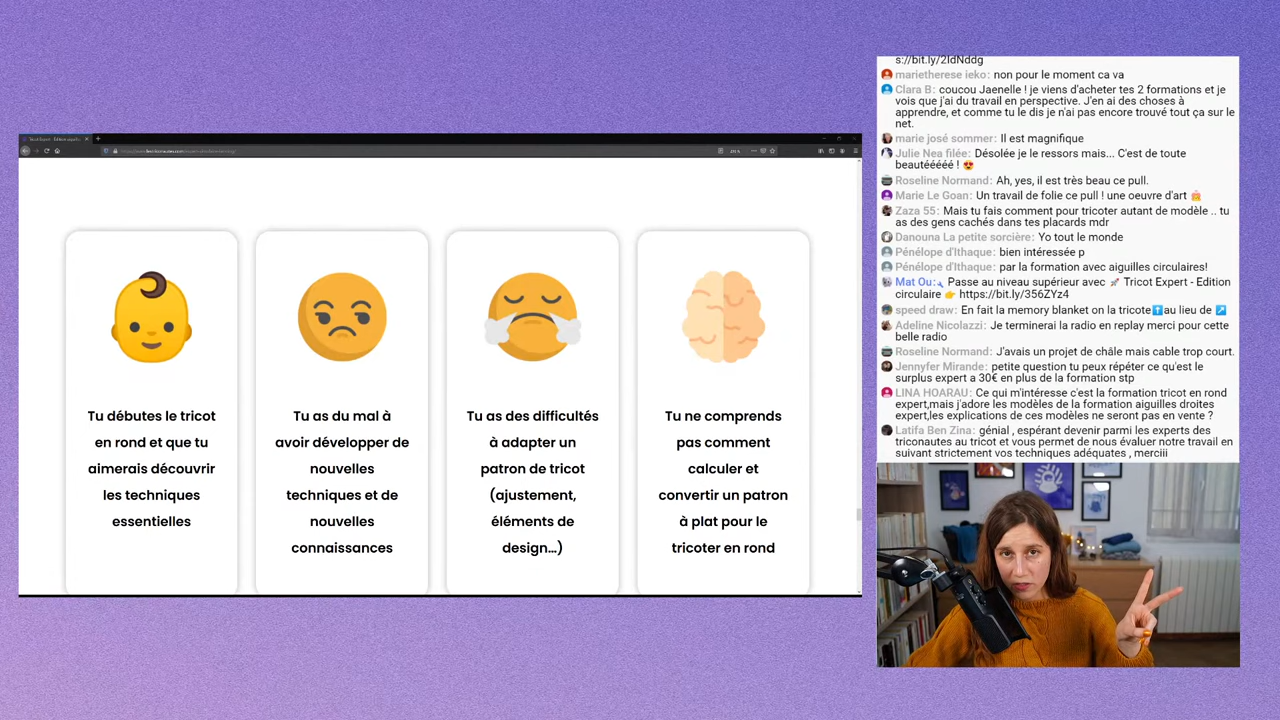 Tu débutes le tricot
en rond et que tu
aimerais découvrir
les techniques
essentielles
Tu as du mal à
avoir développer de
nouvelles
techniques et de
nouvelles
connaissances
Tu as des difficultés
à adapter un
patron de tricot
(ajustement,
éléments de
design...)
Tu ne comprends
pas comment
calculer et
convertir un patron
à plat pour le
tricoter en rond
s://bit.ly/2IdNddg
marietherese ieko: non pour le moment ca va
Clara B: coucou Jaenelle ! je viens d'acheter tes 2 formations et je
vois que j'ai du travail en perspective. J'en ai des choses à
apprendre, et comme tu le dis je n'ai pas encore trouvé tout ça sur le
net.
marie josé sommer: Il est magnifique
Julie Nea filée: Désolée je le ressors mais... C'est de toute
beautééééé ! 😍
Roseline Normand: Ah, yes, il est très beau ce pull.
Marie Le Goan: Un travail de folie ce pull ! une oeuvre d'art
Zaza 55: Mais tu fais comment pour tricoter autant de modèle .. tu
as des gens cachés dans tes placards mdr
Danouna La petite sorcière: Yo tout le monde
Pénélope d'Ithaque: bien intéressée p
Pénélope d'Ithaque: par la formation avec aiguilles circulaires!
Mat Ou: Passe au niveau supérieur avec 🚀 Tricot Expert - Edition
circulaire 👉 https://bit.ly/356ZYz4
speed draw: En fait la memory blanket on la tricote⬆️au lieu de ↗️
Adeline Nicolazzi: Je terminerai la radio en replay merci pour cette
belle radio
Roseline Normand: J'avais un projet de châle mais cable trop court.
Jennyfer Mirande: petite question tu peux répéter ce qu'est le
surplus expert a 30€ en plus de la formation stp
LINA HOARAU: Ce qui m'intéresse c'est la formation tricot en rond
expert,mais j'adore les modèles de la formation aiguilles droites
expert,les explications de ces modèles ne seront pas en vente ?
Latifa Ben Zina: génial , espérant devenir parmi les experts des
triconautes au tricot et vous permet de nous évaluer notre travail en
suivant strictement vos techniques adéquates , merciii